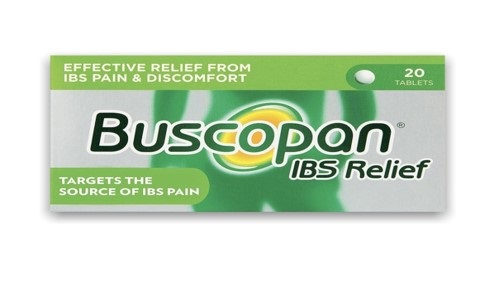 EFFECTIVE RELIEF FROM
IBS PAIN & DISCOMFORT
20
TABLETS
Buscopan®
IBS Relief
TARGETS THE
SOURCE OF IBS PAIN